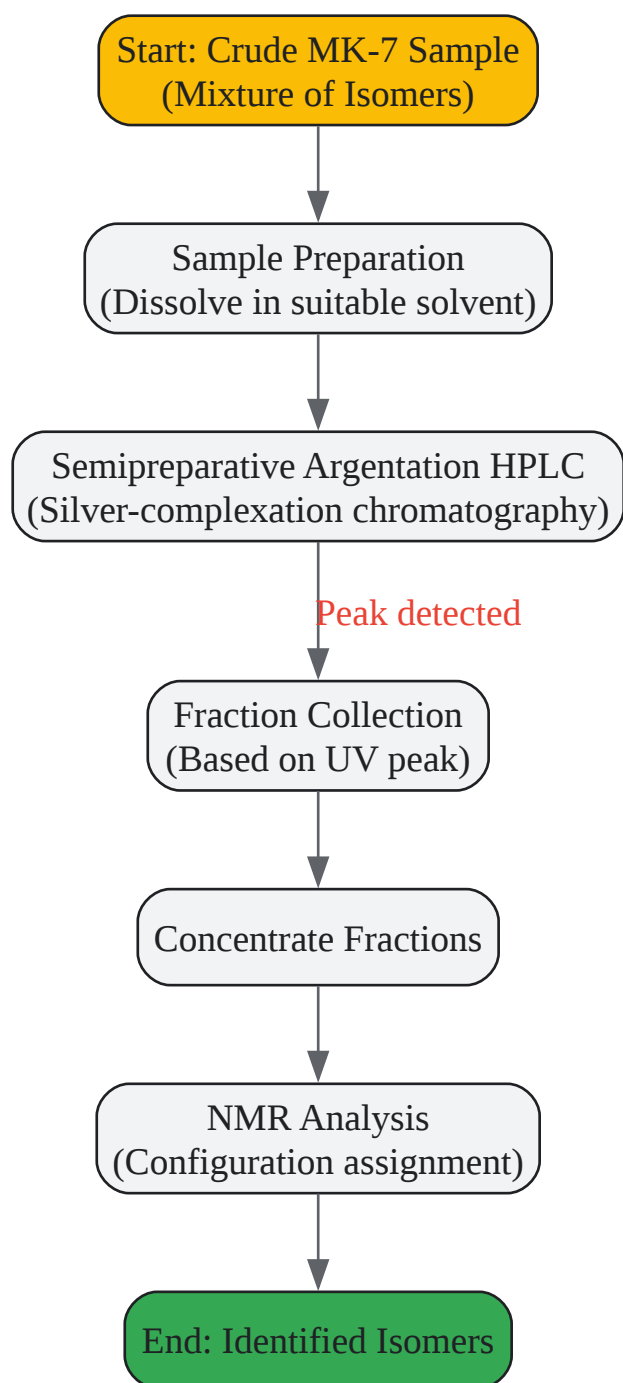 Start: Crude MK-7 Sample
(Mixture of Isomers)
Sample Preparation
(Dissolve in suitable solvent)
Semipreparative Argentation HPLC
(Silver-complexation chromatography)
Peak detected
Fraction Collection
(Based on UV peak)
Concentrate Fractions
NMR Analysis
(Configuration assignment)
End: Identified Isomers